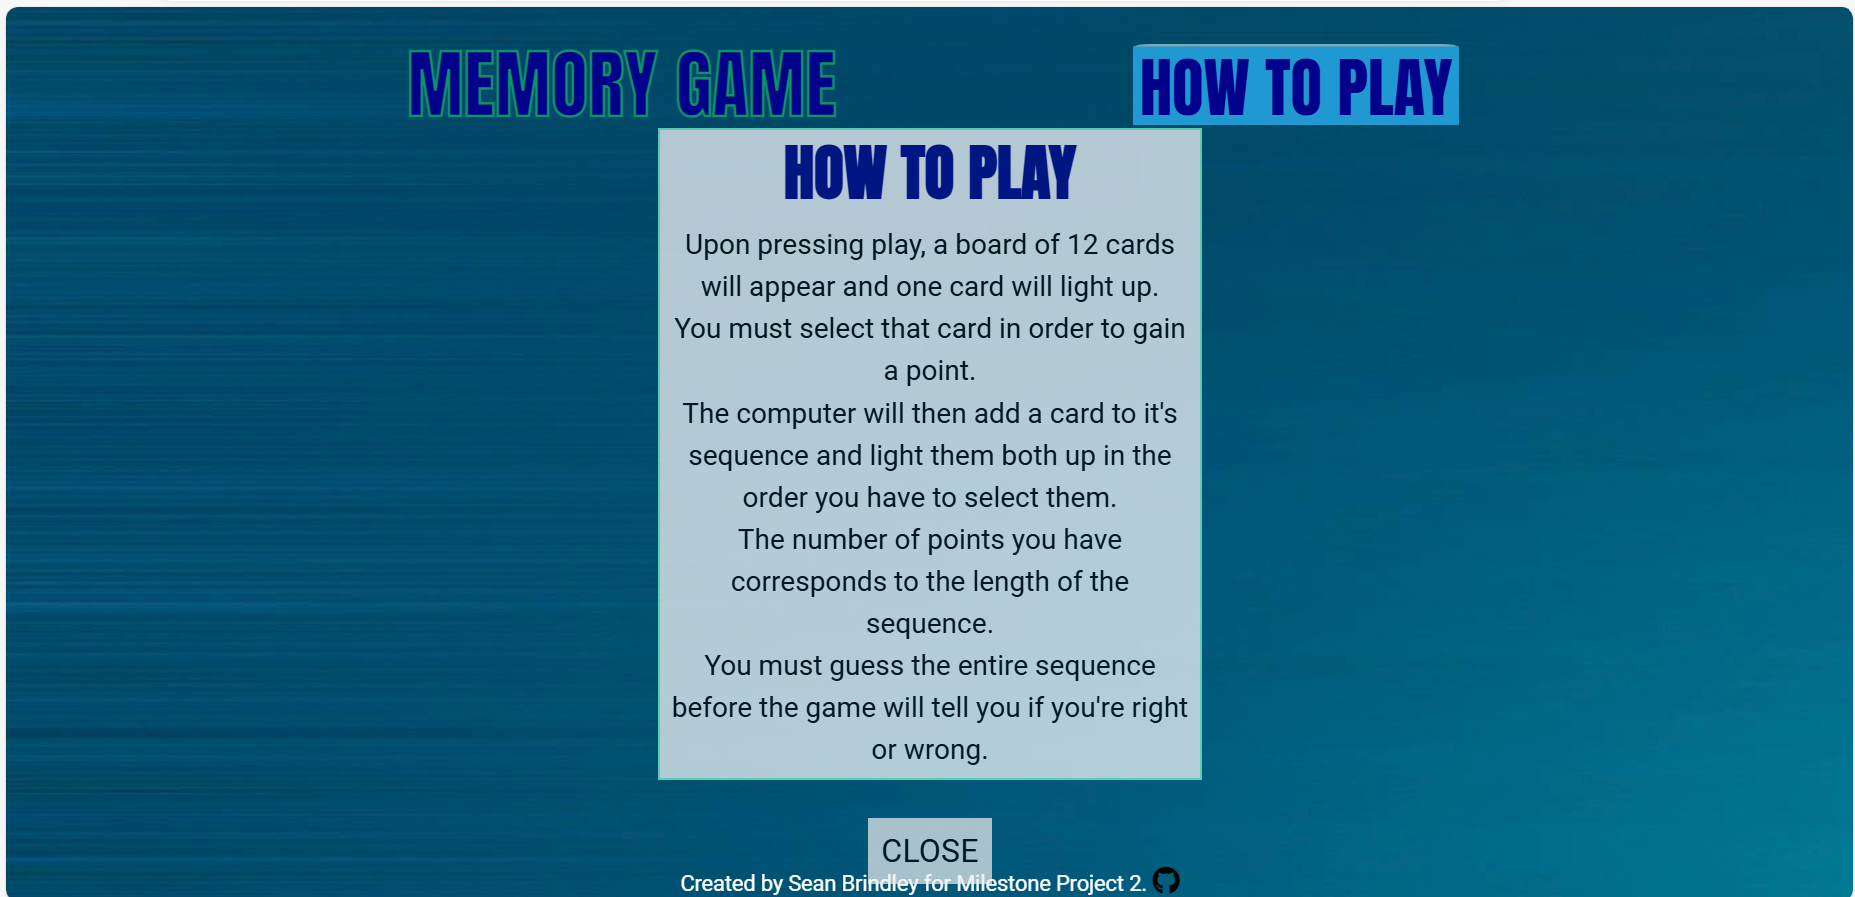 MEMORY GAME
HOW TO PLAY
HOW TO PLAY
Upon pressing play, a board of 12 cards
will appear and one card will light up.
You must select that card in order to gain
a point.
The computer will then add a card to it's
sequence and light them both up in the
order you have to select them.
The number of points you have
corresponds to the length of the
sequence.
You must guess the entire sequence
before the game will tell you if you're right
or wrong.
CLOSE
Created by Sean Brindley for Milestone Project 2.